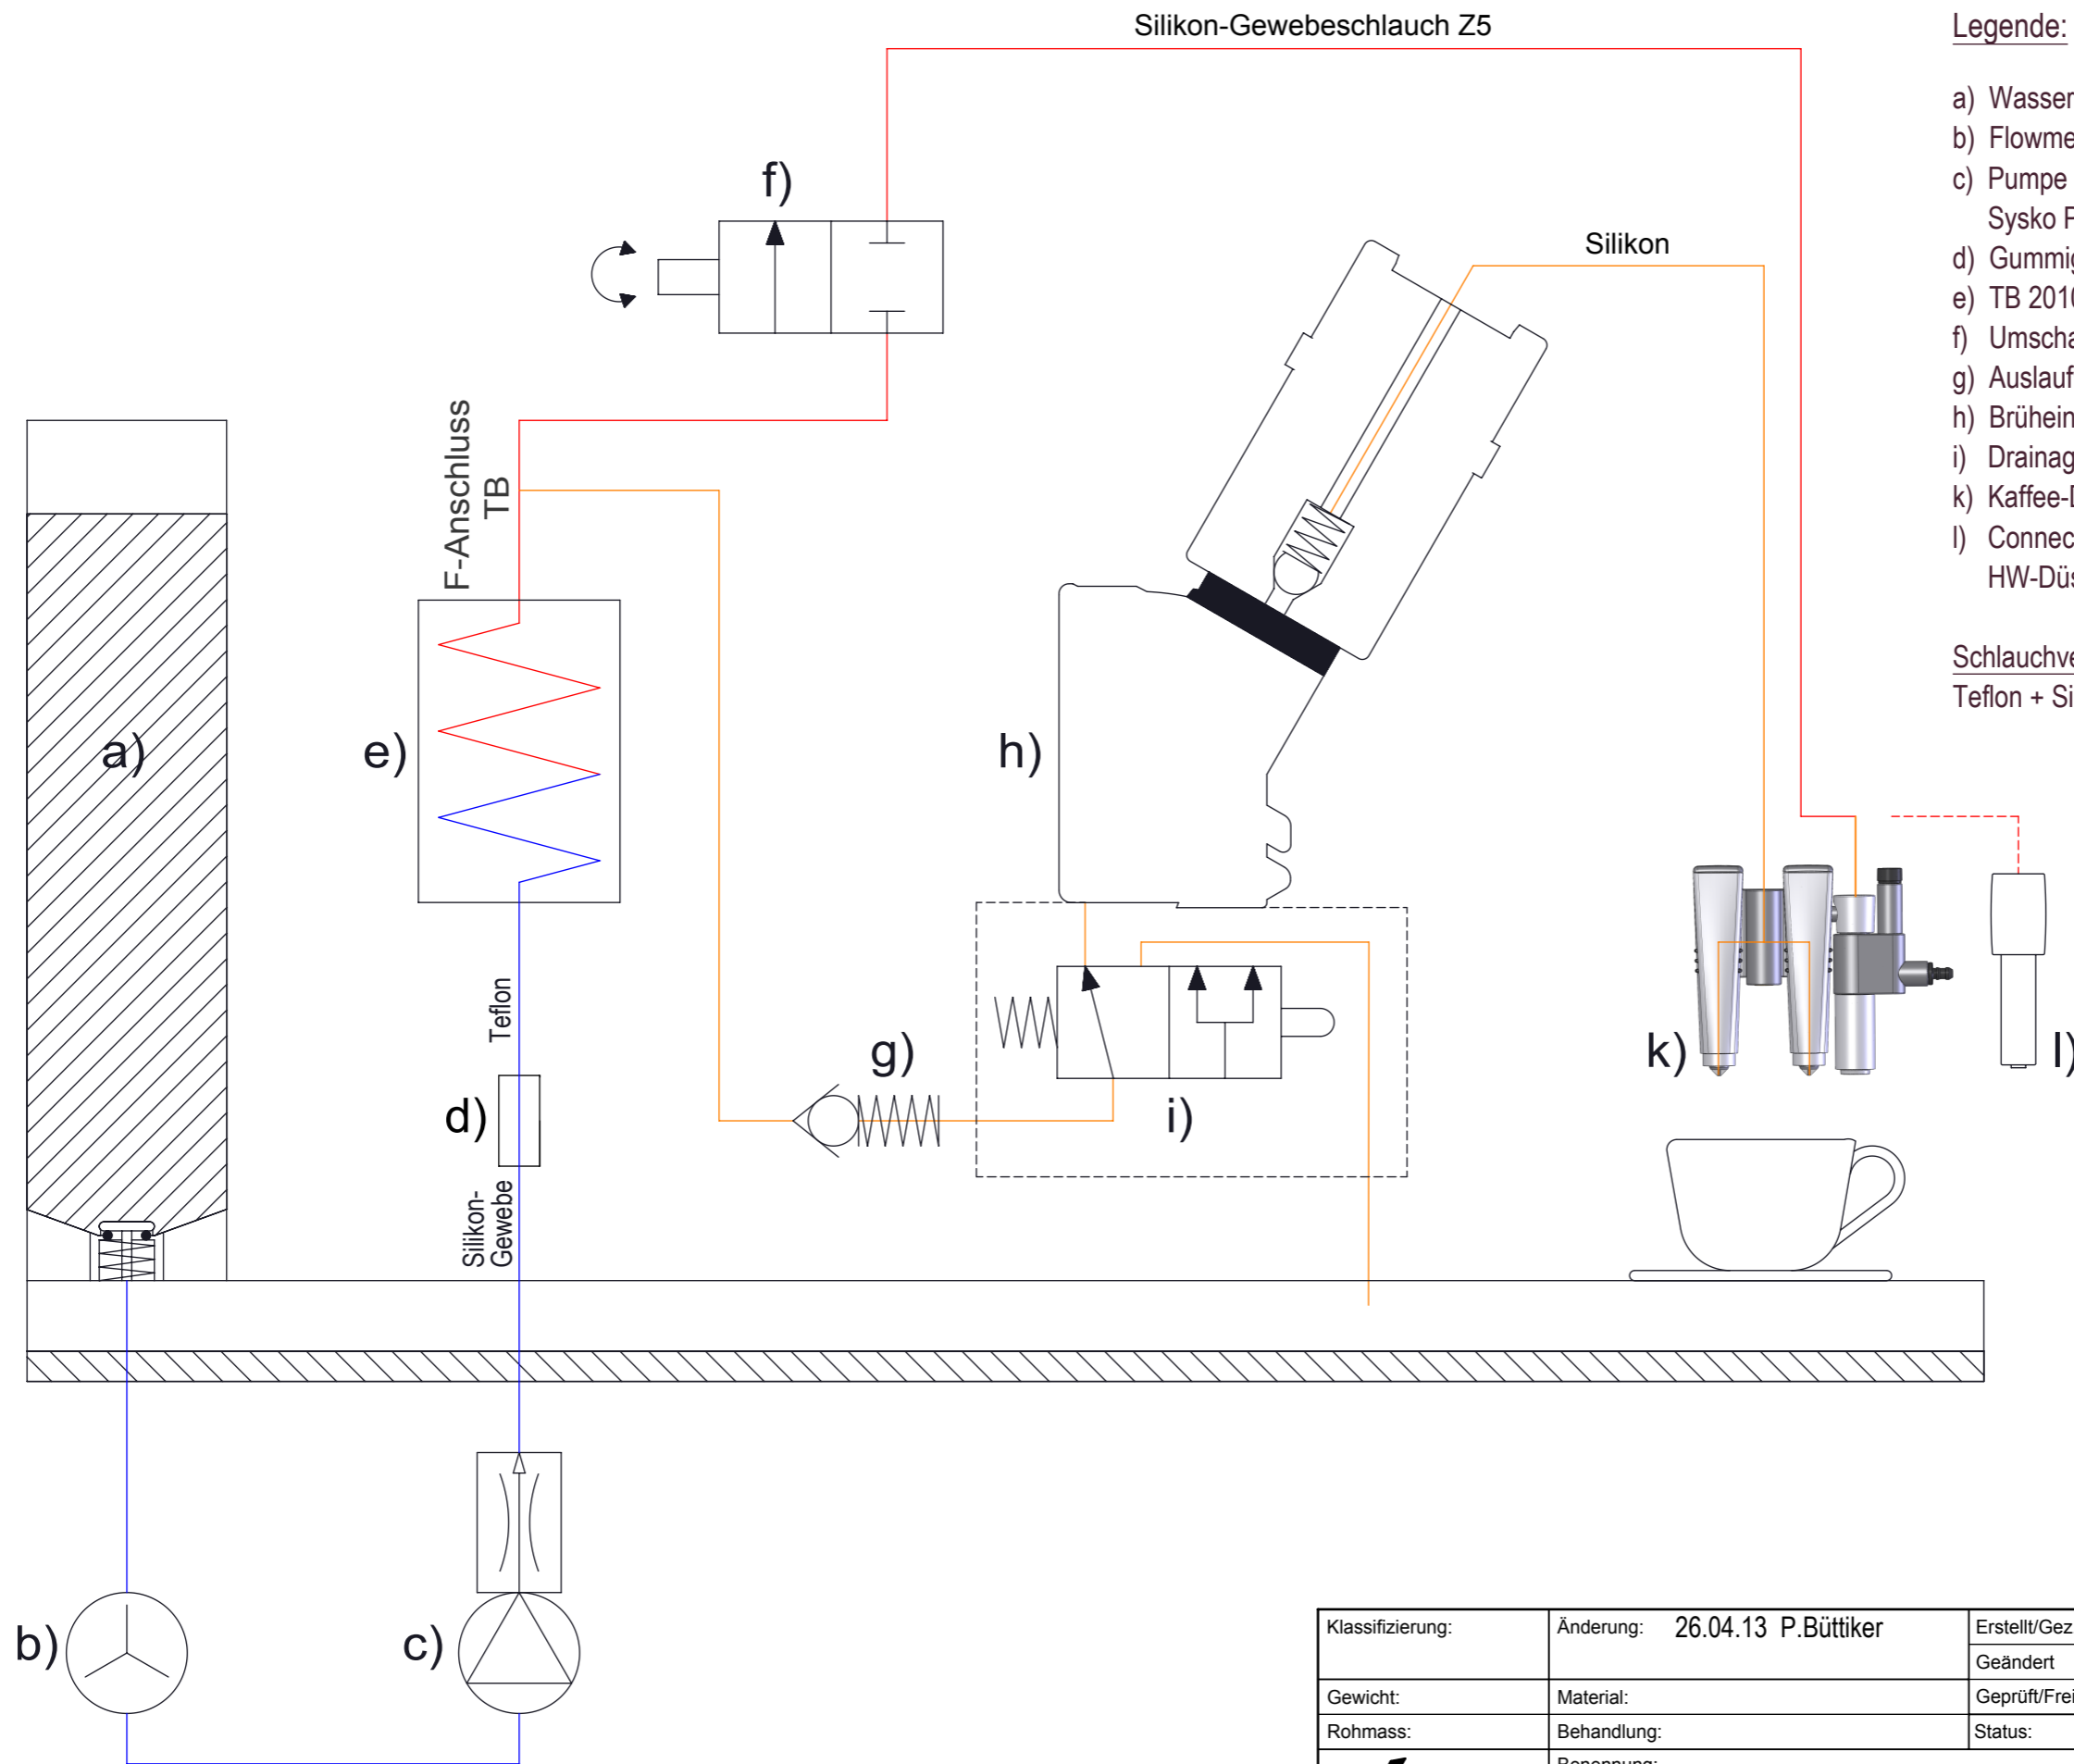 Silikon-Gewebeschlauch Z5
Legende:
a) Wasser
b) Flowme
c) Pumpe
Sysko
d) Gummi
e) TB 201
f) Umscha
g) Auslauf
h) Brühein
i) Drainag
k) Kaffee-
l) Connec
HW-Düs
Schlauchve
Teflon + Si
f)
Silikon
F-Anschluss
TB
a)
e)
h)
Teflon
g)
k)
l)
d)
i)
Silikon-
Gewebe
b)
c)
Klassifizierung:
Änderung: 26.04.13 P.Büttiker
Erstellt/Gez
Geändert
Gewicht:
Material:
Geprüft/Frei
Rohmass:
Behandlung:
Status: